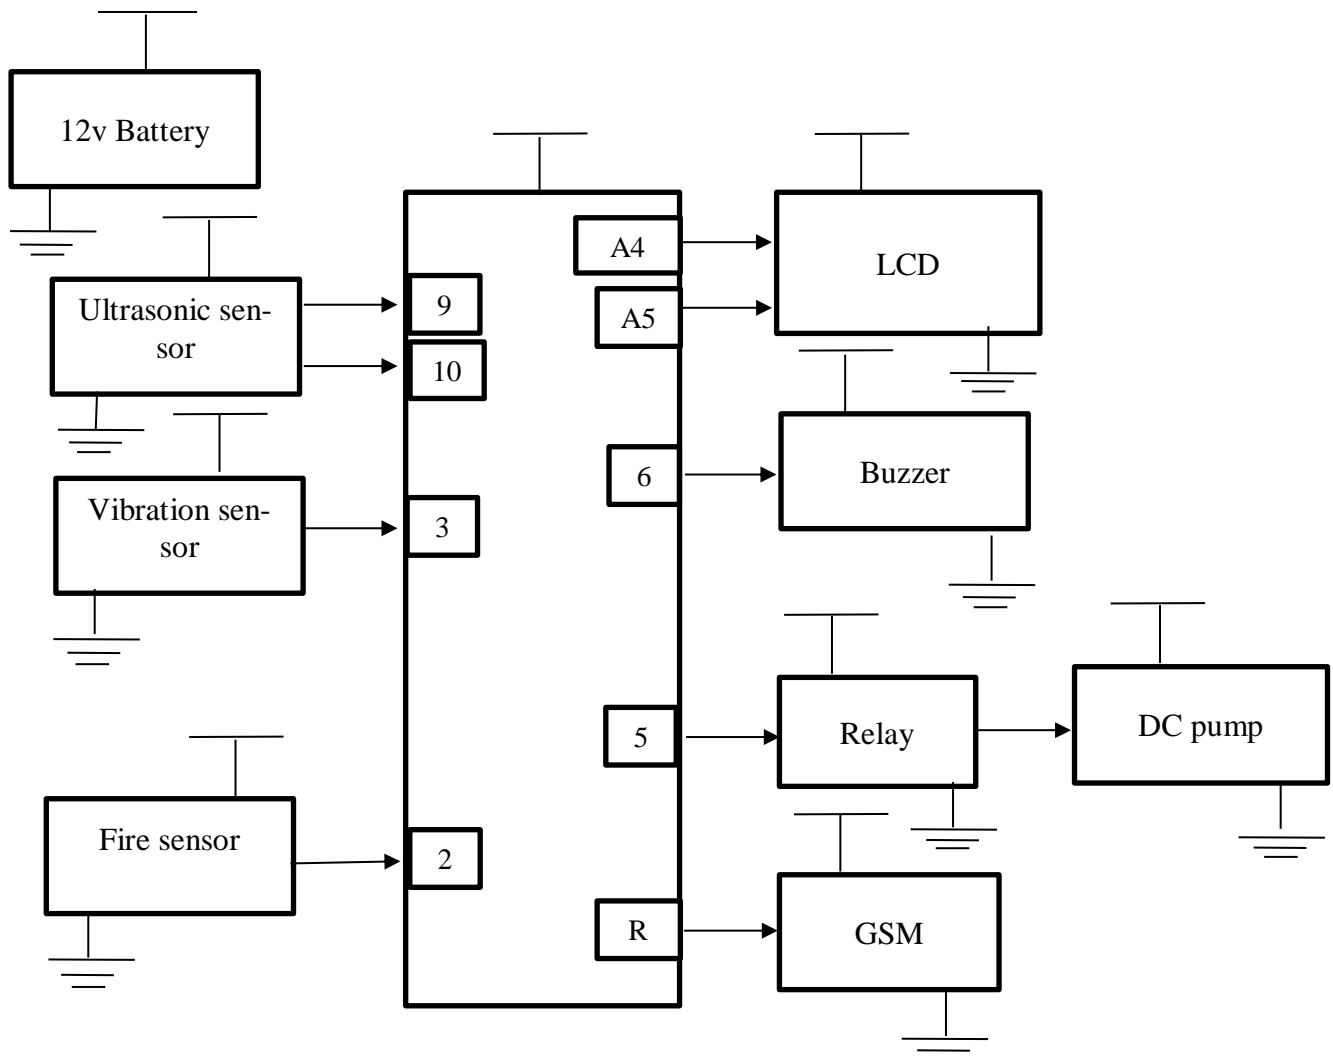 12v Battery
Ultrasonic sen-
sor
Vibration sen-
sor
Fire sensor
9
10
3
2
A4
A5
6
5
R
LCD
Buzzer
Relay
DC pump
GSM